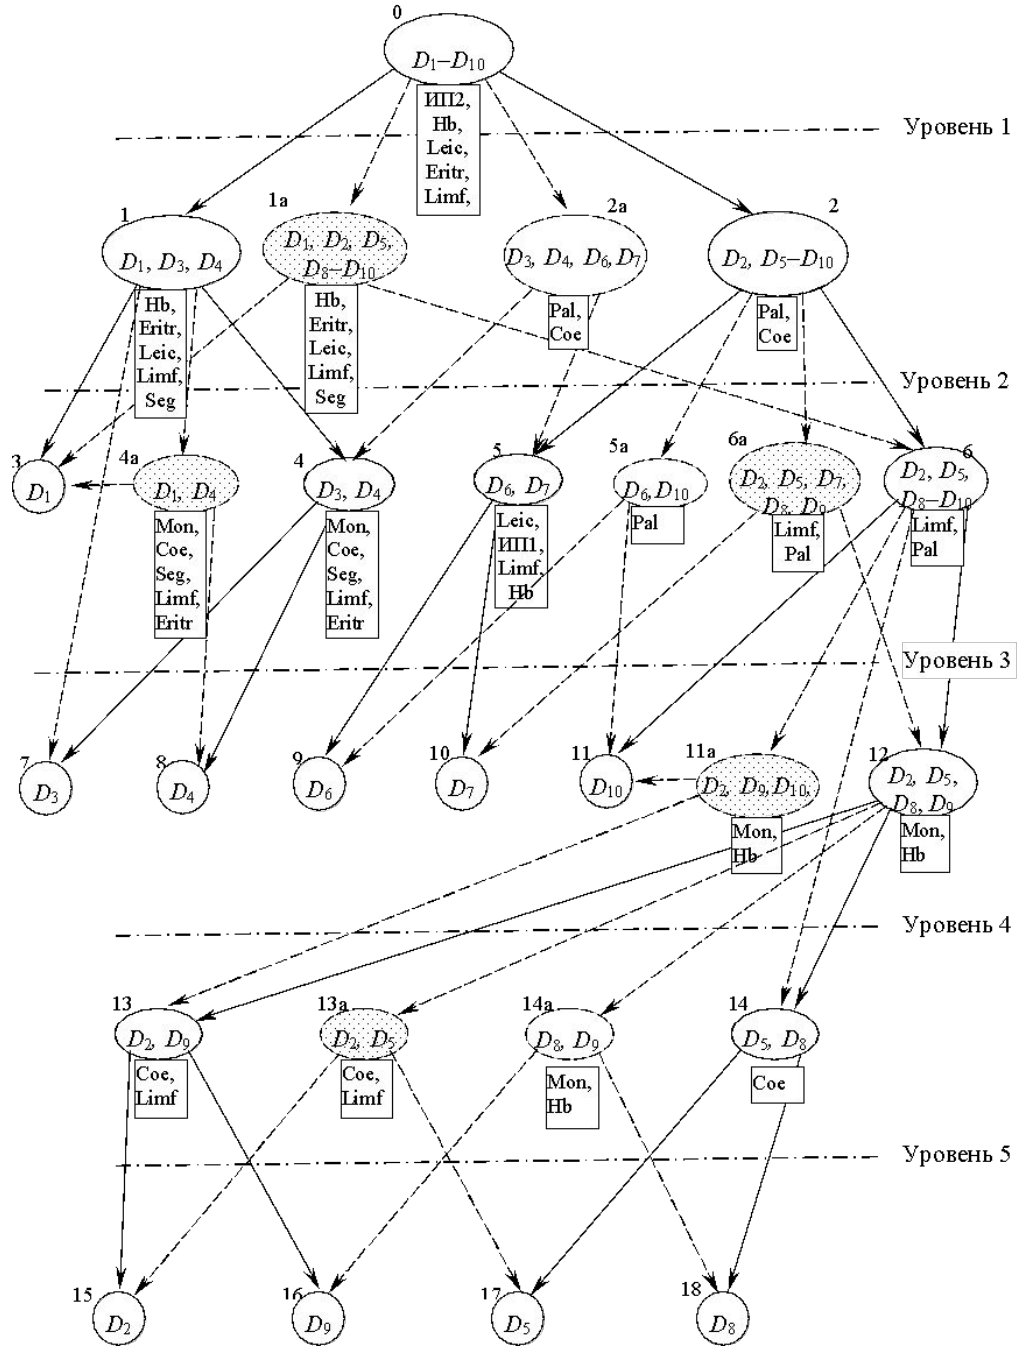 0
D₁–D₁₀
ИП2,
Hb,
Leic,
Eritr,
Limf,
Уровень 1
1
D₁, D₃, D₄
Hb,
Eritr,
Leic,
Limf,
Seg
1а
D₁, D₂, D₅,
D₈–D₁₀
Hb,
Eritr,
Leic,
Limf,
Seg
2а
D₃, D₄, D₆, D₇
Pal,
Coe
2
D₂, D₅–D₁₀
Pal,
Coe
Уровень 2
3
D₁
4а
D₁, D₄
Mon,
Coe,
Seg,
Limf,
Eritr
4
D₃, D₄
Mon,
Coe,
Seg,
Limf,
Eritr
5
D₆, D₇
Leic,
ИП1,
Limf,
Hb
5а
D₆, D₁₀
Pal
6а
D₂, D₅, D₇,
D₈, D₉
Limf,
Pal
6
D₂, D₅,
D₈–D₁₀
Limf,
Pal
Уровень 3
7
D₃
8
D₄
9
D₆
10
D₇
11
D₁₀
11а
D₂, D₉, D₁₀,
Mon,
Hb
12
D₂, D₅,
D₈, D₉
Mon,
Hb
Уровень 4
13
D₂, D₉
Coe,
Limf
13а
D₂, D₅
Coe,
Limf
14а
D₈, D₉
Mon,
Hb
14
D₅, D₈
Coe
Уровень 5
15
D₂
16
D₉
17
D₅
18
D₈